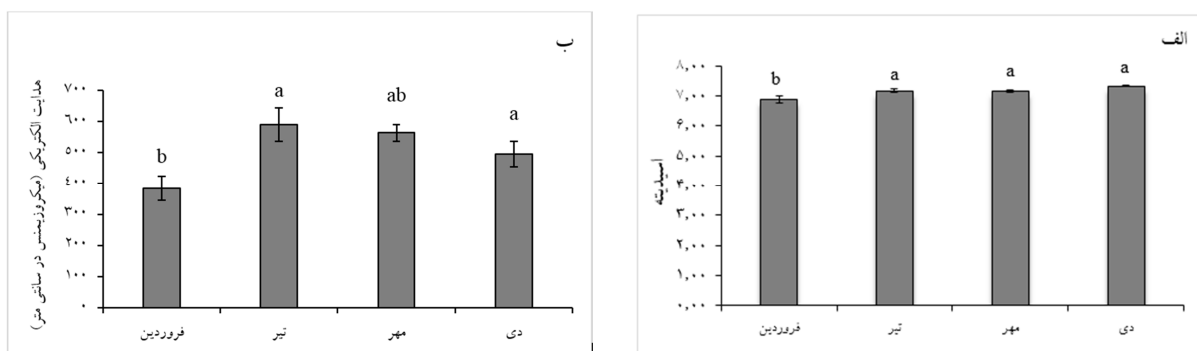 الف
۸,۰۰
۷,۰۰
۶,۰۰
۵,۰۰
۴,۰۰
۳,۰۰
۲,۰۰
۱,۰۰
۰,۰۰
اسیدیته
b
a
a
a
فروردین
تیر
مهر
دی
ب
۷۰۰
۶۰۰
۵۰۰
۴۰۰
۳۰۰
۲۰۰
۱۰۰
۰
هدایت الکتریکی (میکروزیمنس در سانتی متر)
b
a
ab
a
فروردین
تیر
مهر
دی